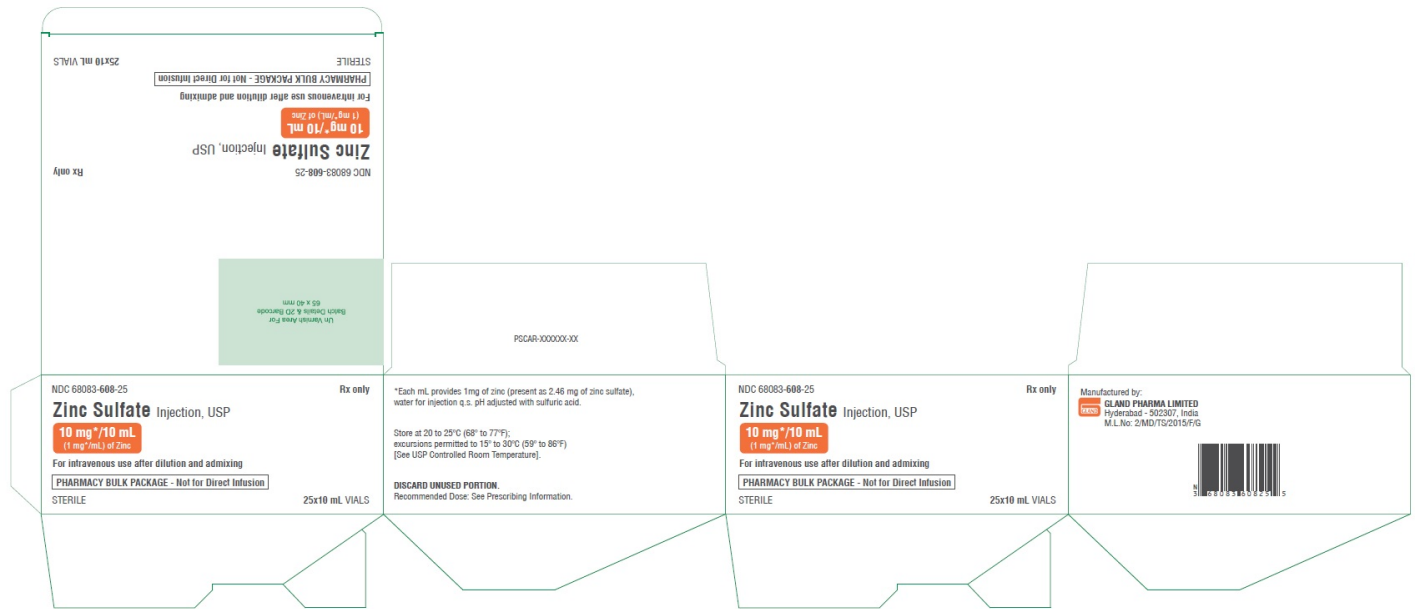 25x10 mL VIALS
STERILE
PHARMACY BULK PACKAGE - Not for Direct Infusion
For intravenous use after dilution and admixing
10 mg*/10 mL
(1 mg*/mL) of Zinc
Zinc Sulfate Injection, USP
Rx only
NDC 68083-608-25
Un Varnish Area For
Batch Details & 2D Barcode
65 x 40 mm
PSCAR-XXXXXX-XX
NDC 68083-608-25
Rx only
Zinc Sulfate Injection, USP
10 mg*/10 mL
(1 mg*/mL) of Zinc
For intravenous use after dilution and admixing
PHARMACY BULK PACKAGE - Not for Direct Infusion
STERILE
25x10 mL VIALS
*Each mL provides 1mg of zinc (present as 2.46 mg of zinc sulfate),
water for injection q.s. pH adjusted with sulfuric acid.
Store at 20 to 25°C (68° to 77°F);
excursions permitted to 15° to 30°C (59° to 86°F)
[See USP Controlled Room Temperature].
DISCARD UNUSED PORTION.
Recommended Dose: See Prescribing Information.
NDC 68083-608-25
Rx only
Zinc Sulfate Injection, USP
10 mg*/10 mL
(1 mg*/mL) of Zinc
For intravenous use after dilution and admixing
PHARMACY BULK PACKAGE - Not for Direct Infusion
STERILE
25x10 mL VIALS
Manufactured by:
GLAND
GLAND PHARMA LIMITED
Hyderabad - 502307, India
M.L.No: 2/MD/TS/2015/F/G
N
3 68083 60825 5